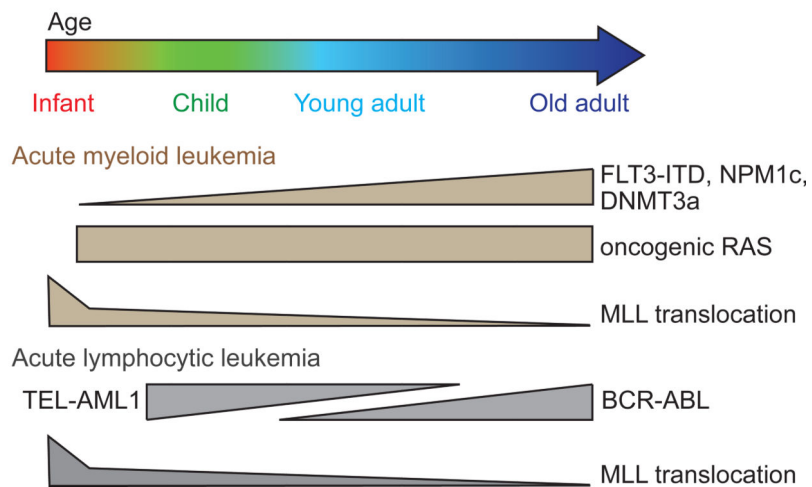 Age
Infant Child Young adult Old adult
Acute myeloid leukemia
FLT3-ITD, NPM1c,
DNMT3a
oncogenic RAS
MLL translocation
Acute lymphocytic leukemia
TEL-AML1 BCR-ABL
MLL translocation